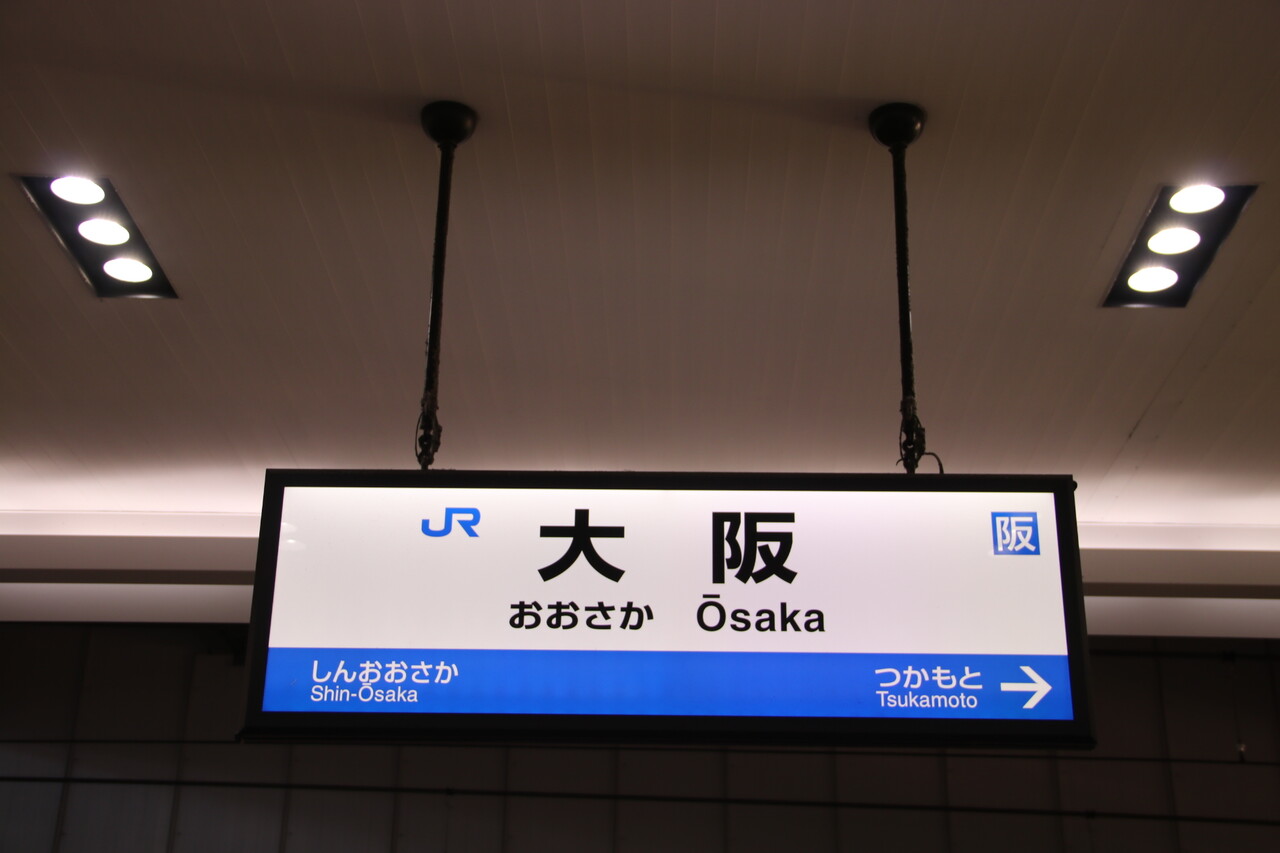 JR 大阪 阪
おおさか Ōsaka
しんおおさか つかもと →
Shin-Ōsaka Tsukamoto